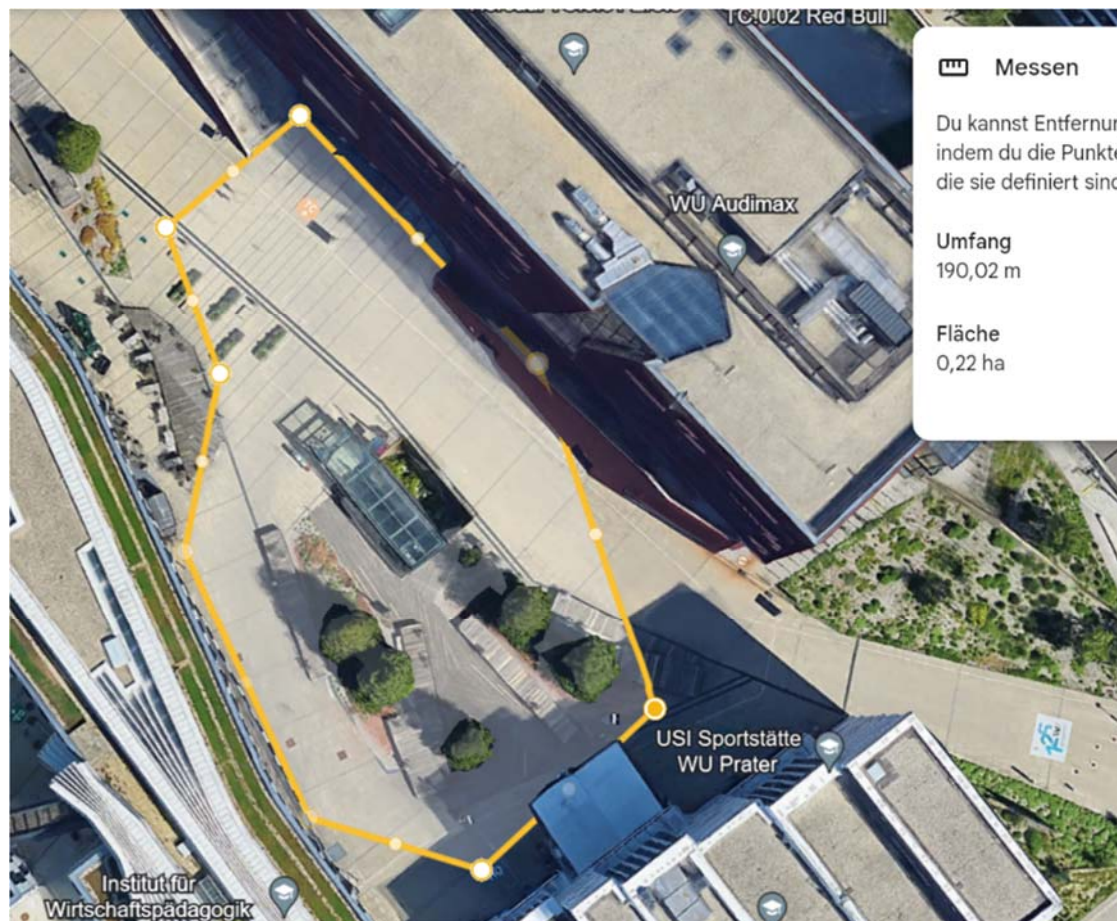 TC.0.02 Red Bull
WU Audimax
Messen
Du kannst Entfernun
indem du die Punkte
die sie definiert sind
Umfang
190,02 m
Fläche
0,22 ha
USI Sportstätte
WU Prater
Institut für
Wirtschaftspädagogik